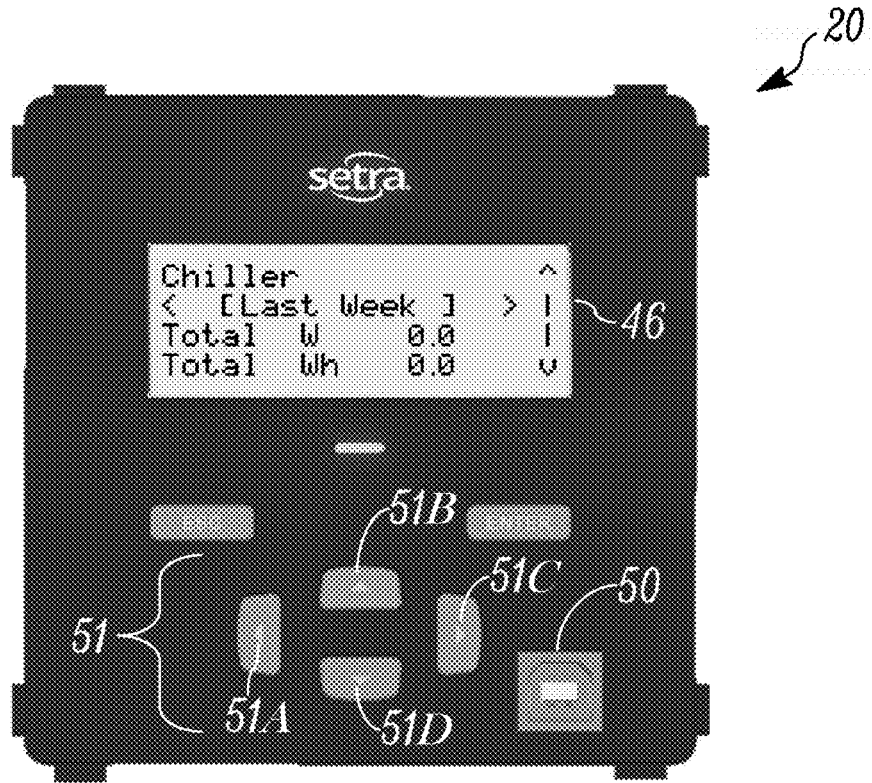 20
setra
Chiller ^
< [Last Week ] > |
Total W 0.0 |
Total Wh 0.0 v
46
51B
51C
50
51
51A
51D